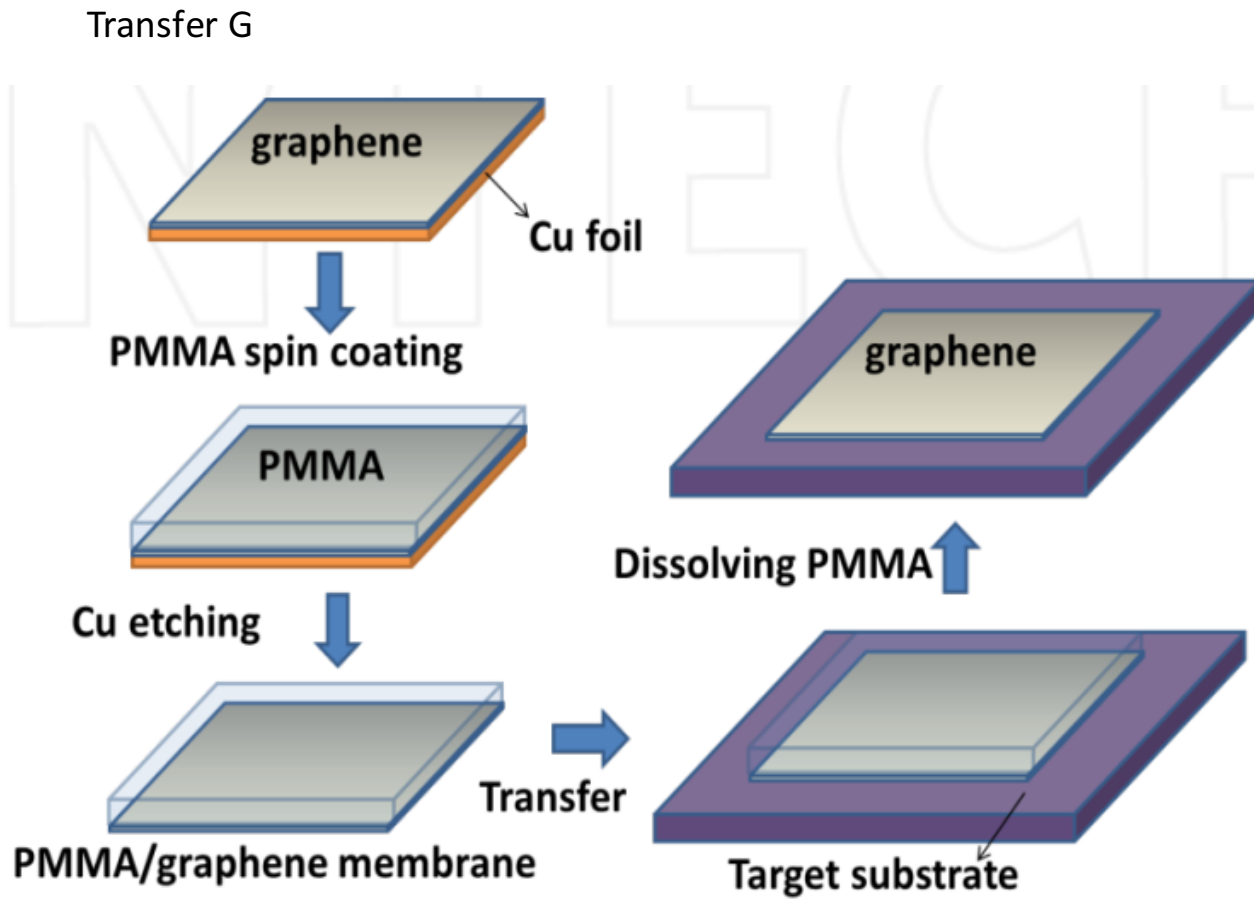 Transfer G
graphene
Cu foil
PMMA spin coating
PMMA
Cu etching
PMMA/graphene membrane
Transfer
Target substrate
Dissolving PMMA
graphene